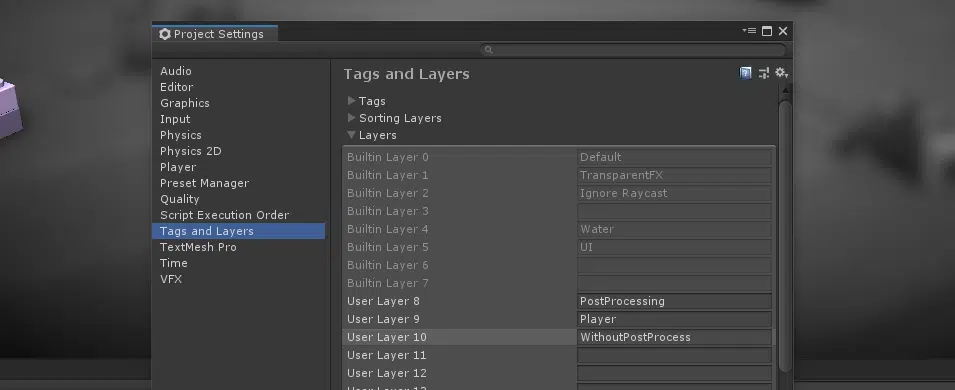 Project Settings
Audio
Editor
Graphics
Input
Physics
Physics 2D
Player
Preset Manager
Quality
Script Execution Order
Tags and Layers
TextMesh Pro
Time
VFX
Tags and Layers
Tags
Sorting Layers
Layers
Builtin Layer 0 Default
Builtin Layer 1 TransparentFX
Builtin Layer 2 Ignore Raycast
Builtin Layer 3
Builtin Layer 4 Water
Builtin Layer 5 UI
Builtin Layer 6
Builtin Layer 7
User Layer 8 PostProcessing
User Layer 9 Player
User Layer 10 WithoutPostProcess
User Layer 11
User Layer 12